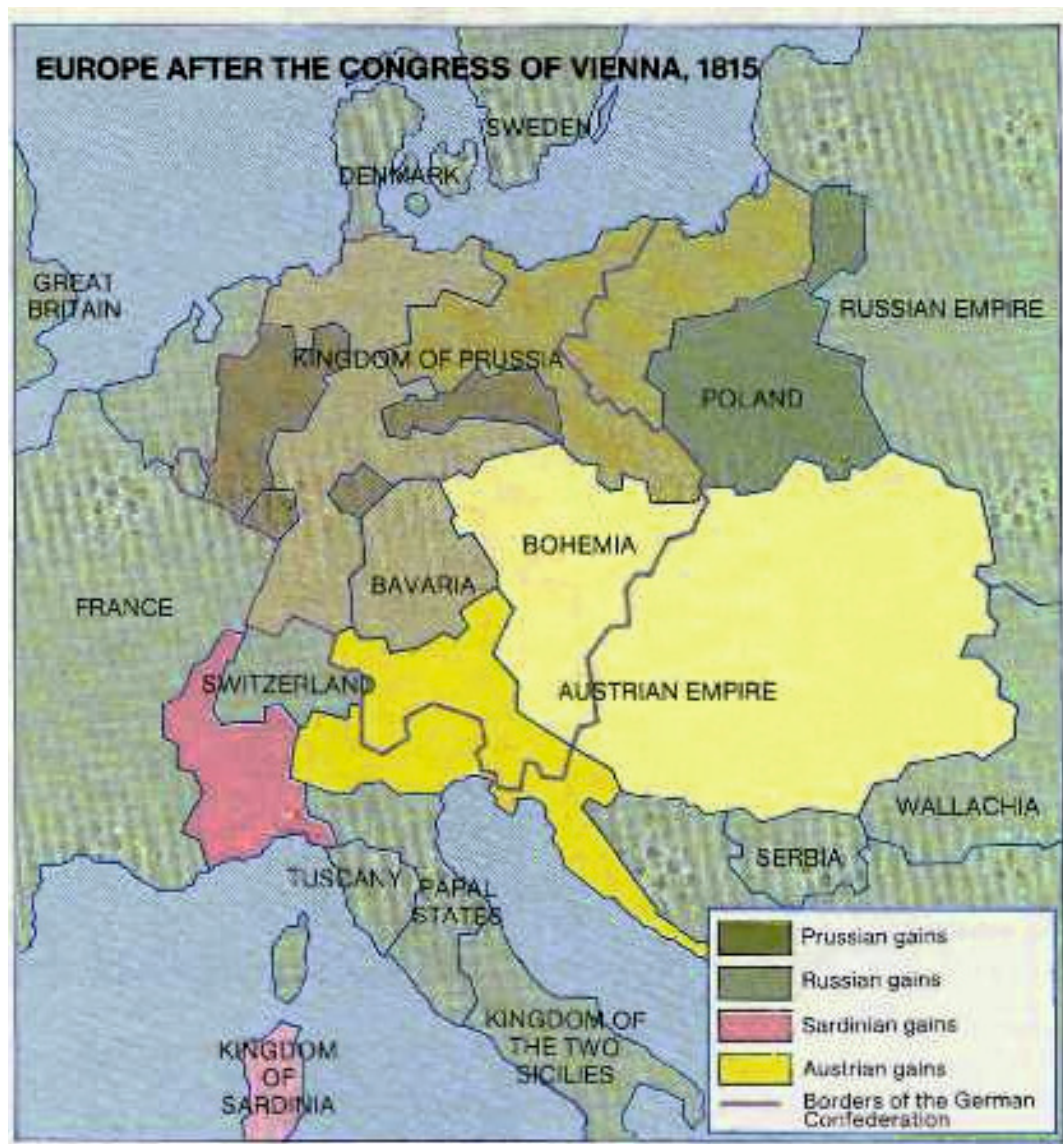 EUROPE AFTER THE CONGRESS OF VIENNA, 1815
SWEDEN
DENMARK
GREAT
BRITAIN
RUSSIAN EMPIRE
KINGDOM OF PRUSSIA
POLAND
BOHEMIA
BAVARIA
FRANCE
SWITZERLAND
AUSTRIAN EMPIRE
WALLACHIA
SERBIA
TUSCANY
PAPAL
STATES
KINGDOM OF
THE TWO
SICILIES
KINGDOM
OF
SARDINIA
Prussian gains
Russian gains
Sardinian gains
Austrian gains
Borders of the German
Confederation